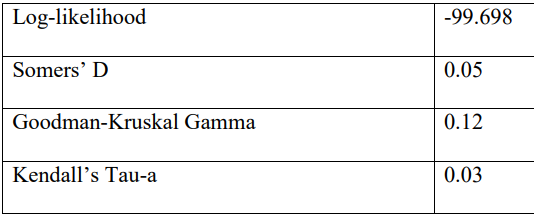 Log-likelihood -99.698
Somers’ D 0.05
Goodman-Kruskal Gamma 0.12
Kendall’s Tau-a 0.03